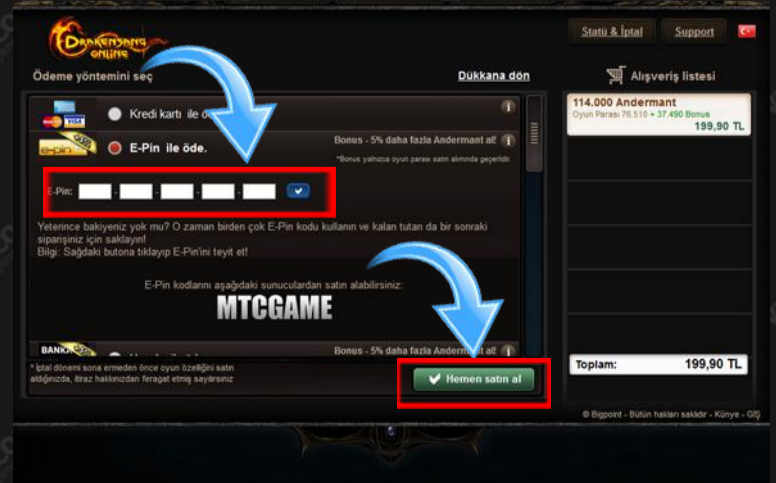 DRAKENSANG
ONLINE
Statü & İptal
Support
Ödeme yöntemini seç
Dükkana dön
Alışveriş listesi
Kredi kartı ile
VISA
114.000 Andermant
Oyun Parası 76.510 + 37.490 Bonus
199,90 TL
e-pin
E-Pin ile öde.
Bonus - 5% daha fazla Andermant al!
*Bonus yalnızca oyun parası satın alımında geçerlidir.
E-Pin:
Yeterince bakiyeniz yok mu? O zaman birden çok E-Pin kodu kullanın ve kalan tutarı da bir sonraki
siparişiniz için saklayın!
Bilgi: Sağdaki butona tıklayıp E-Pin'ini teyit et!
E-Pin kodlarını aşağıdaki sunuculardan satın alabilirsiniz:
MTCGAME
BANKA
Bonus - 5% daha fazla Andermant al!
* İptal dönemi sona ermeden önce oyun özelliğini satın
aldığınızda, itiraz hakkınızdan feragat etmiş sayılırsınız
Hemen satın al
Toplam:
199,90 TL
© Bigpoint - Bütün hakları saklıdır - Künye - GİŞ